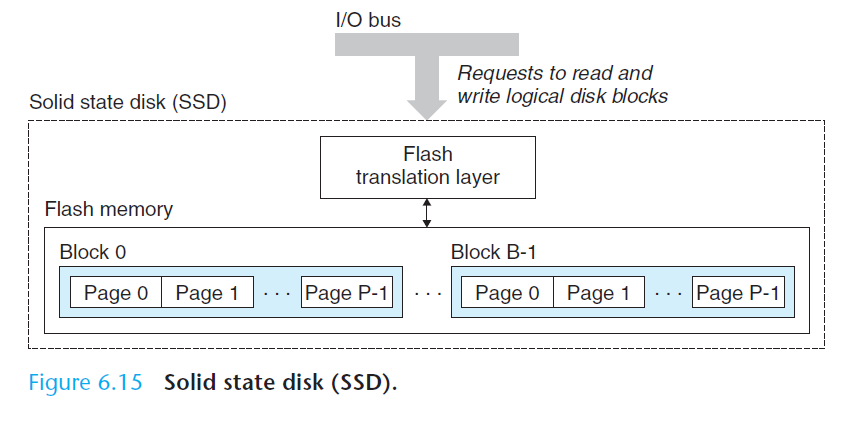 I/O bus
Requests to read and
write logical disk blocks
Solid state disk (SSD)
Flash
translation layer
Flash memory
Block 0
Block B-1
Page 0 Page 1 · · · Page P-1 · · · Page 0 Page 1 · · · Page P-1
Figure 6.15 Solid state disk (SSD).